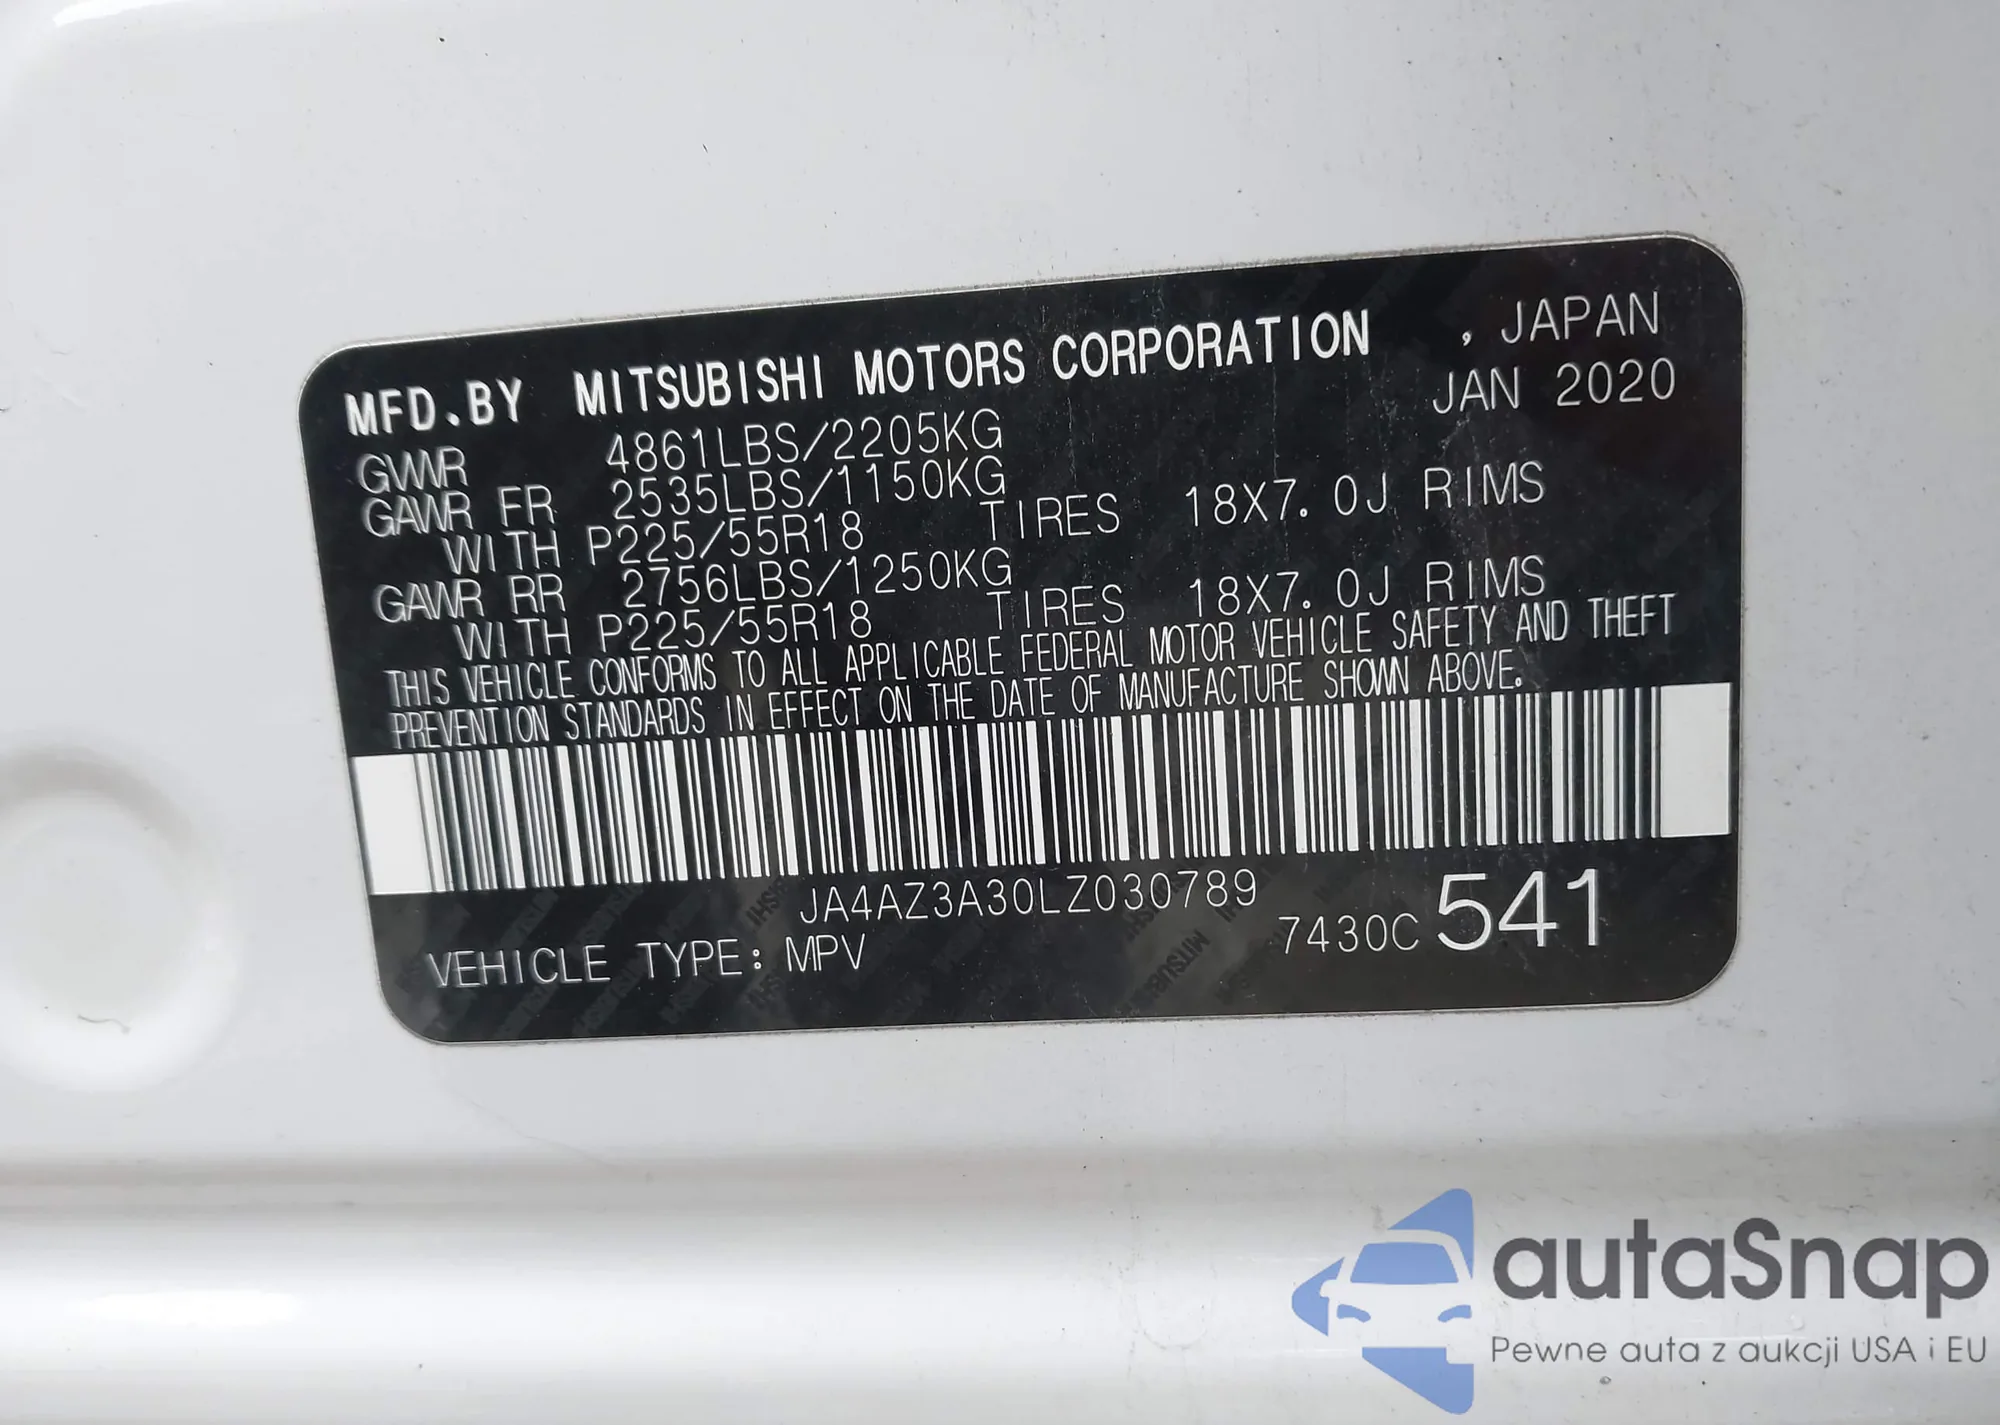 MFD.BY MITSUBISHI MOTORS CORPORATION , JAPAN
JAN 2020
GVWR 4861LBS/2205KG
GAWR FR 2535LBS/1150KG
WITH P225/55R18 TIRES 18X7.0J RIMS
GAWR RR 2756LBS/1250KG
WITH P225/55R18 TIRES 18X7.0J RIMS
THIS VEHICLE CONFORMS TO ALL APPLICABLE FEDERAL MOTOR VEHICLE SAFETY AND THEFT
PREVENTION STANDARDS IN EFFECT ON THE DATE OF MANUFACTURE SHOWN ABOVE.
JA4AZ3A30LZ030789
VEHICLE TYPE: MPV 7430C 541
autaSnap
Pewne auta z aukcji USA i EU